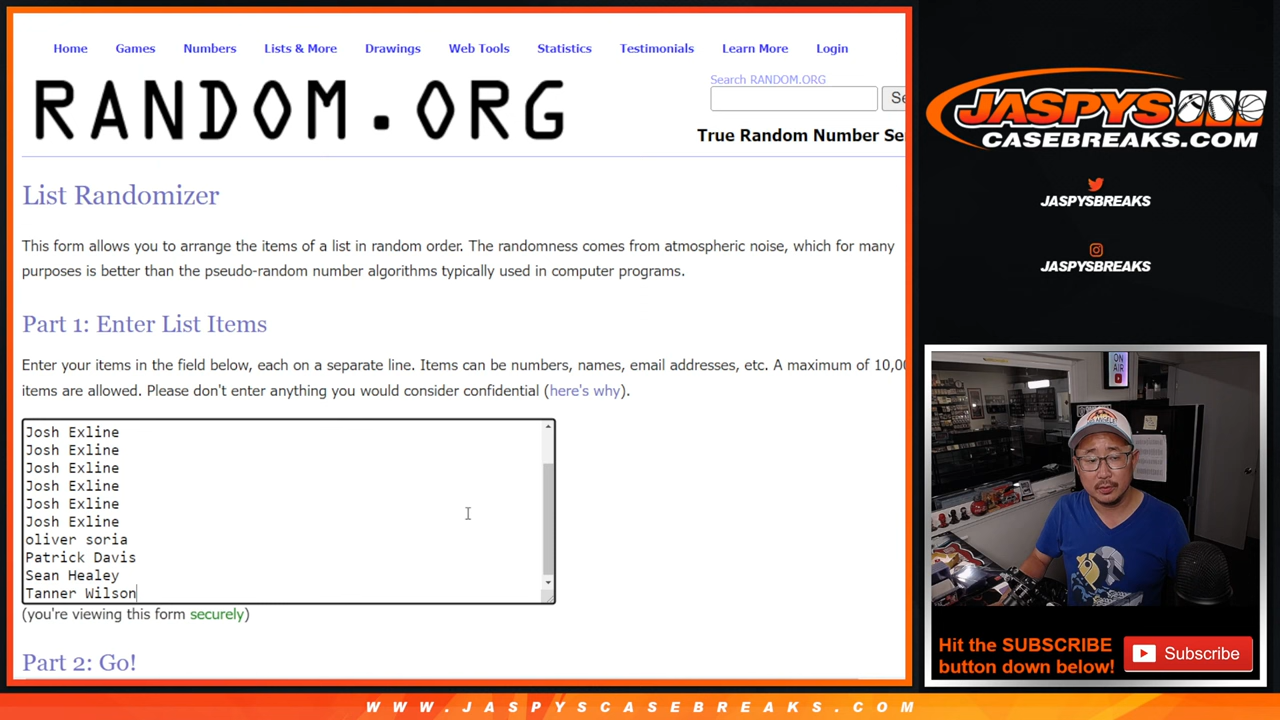 Home Games Numbers Lists & More Drawings Web Tools Statistics Testimonials Learn More Login
RANDOM.ORG
Search RANDOM.ORG
Se
True Random Number Se
List Randomizer
This form allows you to arrange the items of a list in random order. The randomness comes from atmospheric noise, which for many
purposes is better than the pseudo-random number algorithms typically used in computer programs.
Part 1: Enter List Items
Enter your items in the field below, each on a separate line. Items can be numbers, names, email addresses, etc. A maximum of 10,00
items are allowed. Please don't enter anything you would consider confidential (here's why).
Josh Exline
Josh Exline
Josh Exline
Josh Exline
Josh Exline
Josh Exline
oliver soria
Patrick Davis
Sean Healey
Tanner Wilson
(you're viewing this form securely)
Part 2: Go!
JASPYS
CASEBREAKS.COM
JASPYSBREAKS
JASPYSBREAKS
ON
AIR
Hit the SUBSCRIBE
button down below!
Subscribe
WWW.JASPYSCASEBREAKS.COM